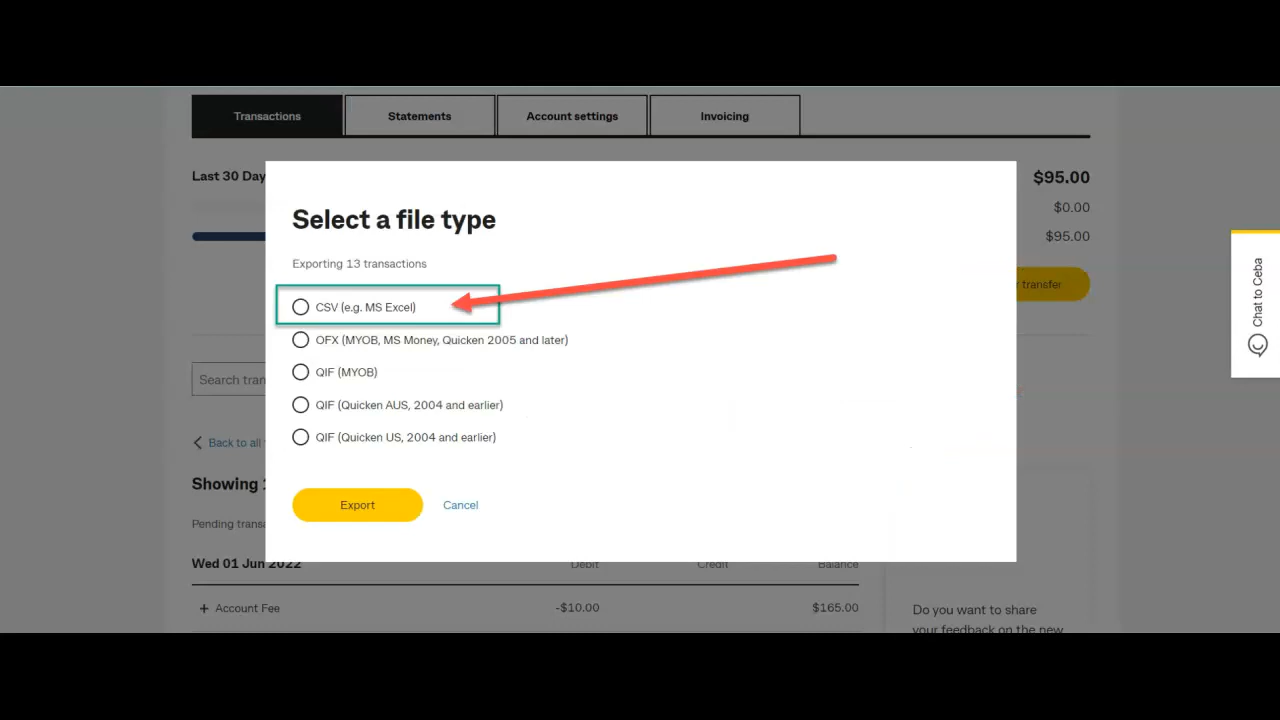 Transactions
Statements
Account settings
Invoicing
Last 30 Day
$95.00
$0.00
$95.00
transfer
Chat to Ceba
Select a file type
Exporting 13 transactions
CSV (e.g. MS Excel)
OFX (MYOB, MS Money, Quicken 2005 and later)
QIF (MYOB)
QIF (Quicken AUS, 2004 and earlier)
QIF (Quicken US, 2004 and earlier)
Export
Cancel
Search tran
Back to all
Showing
Pending transa
Wed 01 Jun 2022
Debit
Credit
Balance
Account Fee
-$10.00
$165.00
Do you want to share
your feedback on the new